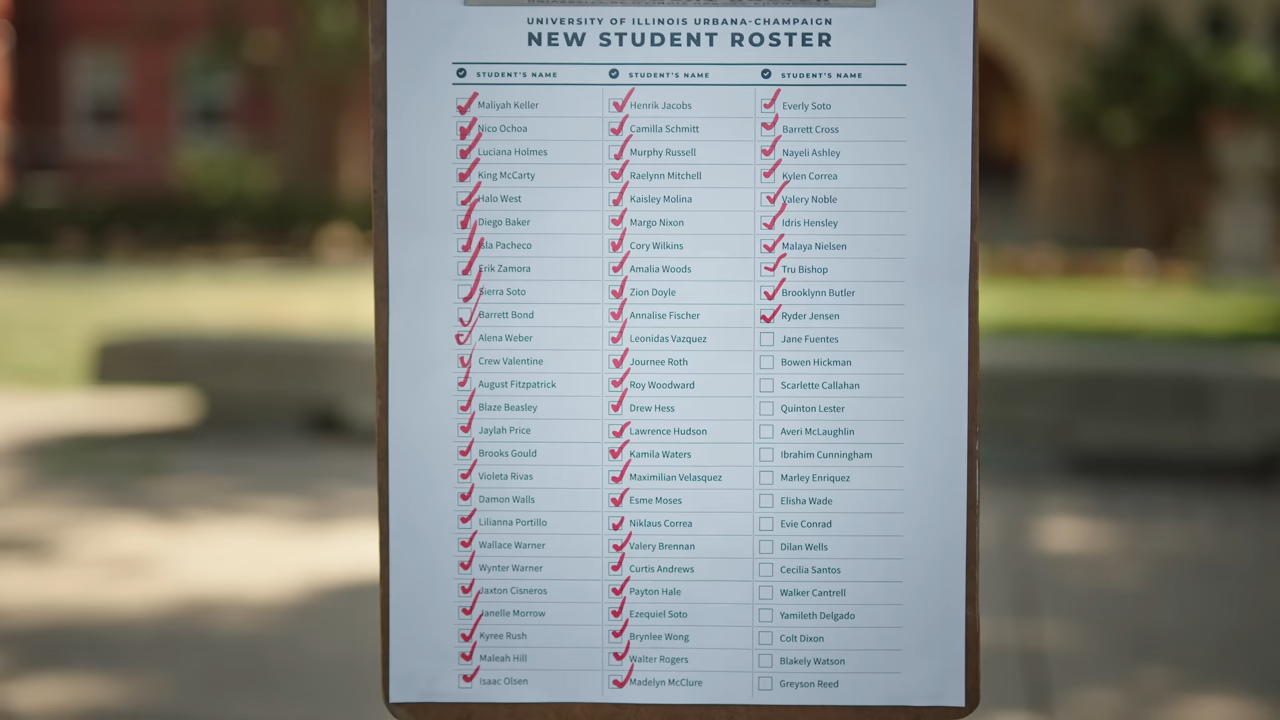 UNIVERSITY OF ILLINOIS URBANA-CHAMPAIGN
NEW STUDENT ROSTER
STUDENT'S NAME
Maliyah Keller
Nico Ochoa
Luciana Holmes
King McCarty
Halo West
Diego Baker
Isla Pacheco
Erik Zamora
Sierra Soto
Barrett Bond
Alena Weber
Crew Valentine
August Fitzpatrick
Blaze Beasley
Jaylah Price
Brooks Gould
Violeta Rivas
Damon Walls
Lilianna Portillo
Wallace Warner
Wynter Warner
Jaxton Cisneros
Janelle Morrow
Kyree Rush
Maleah Hill
Isaac Olsen
STUDENT'S NAME
Henrik Jacobs
Camilla Schmitt
Murphy Russell
Raelynn Mitchell
Kaisley Molina
Margo Nixon
Cory Wilkins
Amalia Woods
Zion Doyle
Annalise Fischer
Leonidas Vazquez
Journee Roth
Roy Woodward
Drew Hess
Lawrence Hudson
Kamila Waters
Maximilian Velasquez
Esme Moses
Niklaus Correa
Valery Brennan
Curtis Andrews
Payton Hale
Ezequiel Soto
Brynlee Wong
Walter Rogers
Madelyn McClure
STUDENT'S NAME
Everly Soto
Barrett Cross
Nayeli Ashley
Kylen Correa
Valery Noble
Idris Hensley
Malaya Nielsen
Tru Bishop
Brooklynn Butler
Ryder Jensen
Jane Fuentes
Bowen Hickman
Scarlette Callahan
Quinton Lester
Averi McLaughlin
Ibrahim Cunningham
Marley Enriquez
Elisha Wade
Evie Conrad
Dilan Wells
Cecilia Santos
Walker Cantrell
Yamileth Delgado
Colt Dixon
Blakely Watson
Greyson Reed